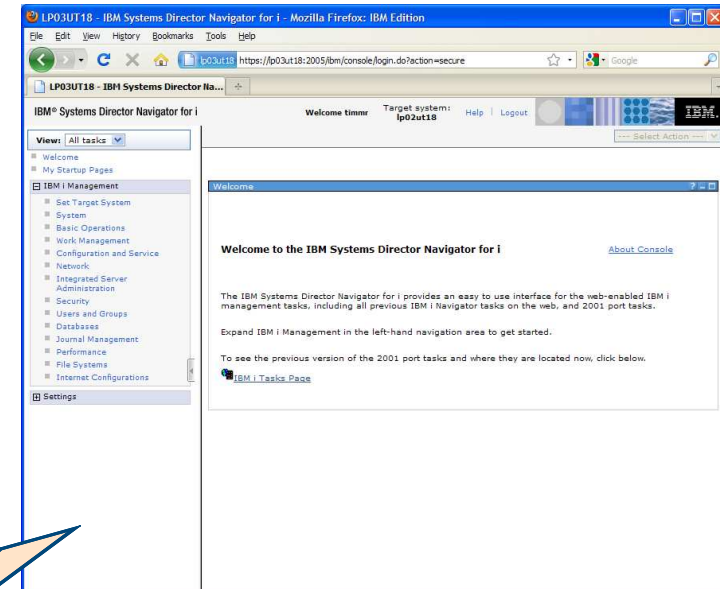 LP03UT18 - IBM Systems Director Navigator for i - Mozilla Firefox: IBM Edition
File Edit View History Bookmarks Tools Help
lp03ut18 https://lp03ut18:2005/ibm/console/login.do?action=secure Google
LP03UT18 - IBM Systems Director Na...
IBM® Systems Director Navigator for i Welcome timmr Target system: lp02ut18 Help Logout IBM.
View: All tasks
--- Select Action ---
Welcome
My Startup Pages
IBM i Management
Set Target System
System
Basic Operations
Work Management
Configuration and Service
Network
Integrated Server
Administration
Security
Users and Groups
Databases
Journal Management
Performance
File Systems
Internet Configurations
Settings
Welcome
Welcome to the IBM Systems Director Navigator for i About Console
The IBM Systems Director Navigator for i provides an easy to use interface for the web-enabled IBM i
management tasks, including all previous IBM i Navigator tasks on the web, and 2001 port tasks.
Expand IBM i Management in the left-hand navigation area to get started.
To see the previous version of the 2001 port tasks and where they are located now, click below.
IBM i Tasks Page